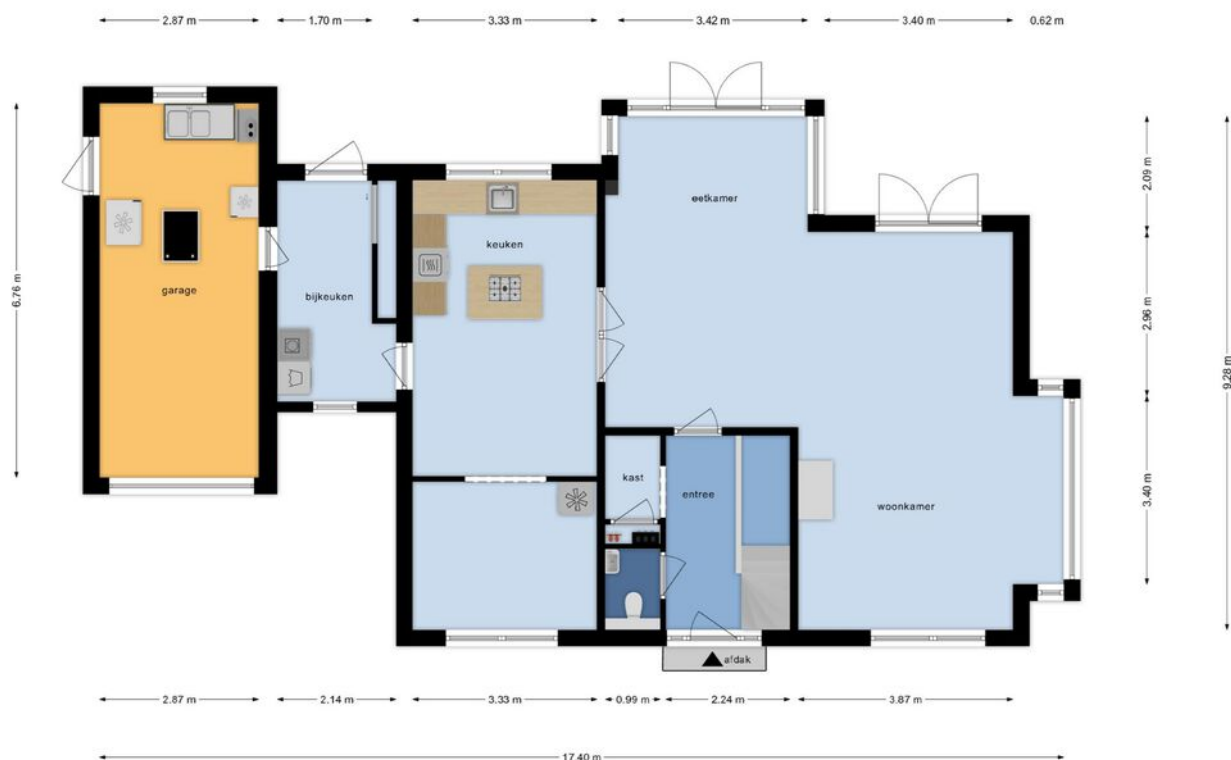 2.87 m
1.70 m
3.33 m
3.42 m
3.40 m
0.62 m
6.76 m
2.09 m
2.96 m
3.40 m
9.28 m
eetkamer
keuken
garage
bijkeuken
kast
entree
woonkamer
afdak
2.87 m
2.14 m
3.33 m
0.99 m
2.24 m
3.87 m
17.40 m